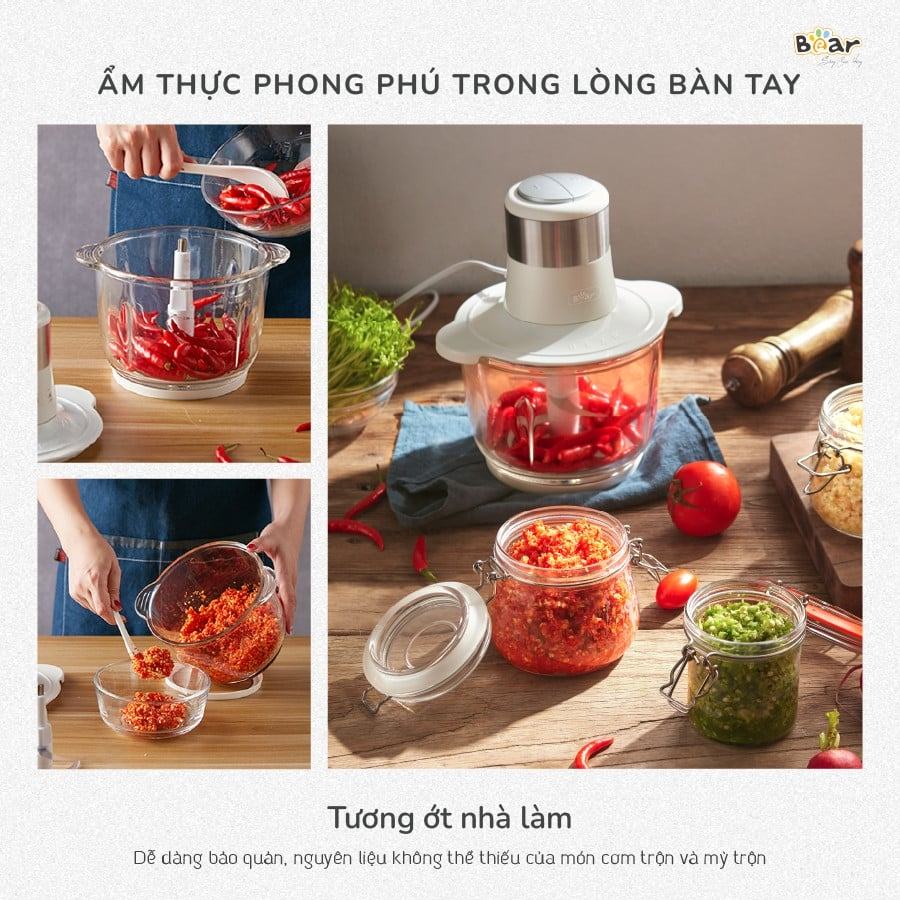 Bear
ẨM THỰC PHONG PHÚ TRONG LÒNG BÀN TAY
Bear
Tương ớt nhà làm
Dễ dàng bảo quản, nguyên liệu không thể thiếu của món cơm trộn và mỳ trộn